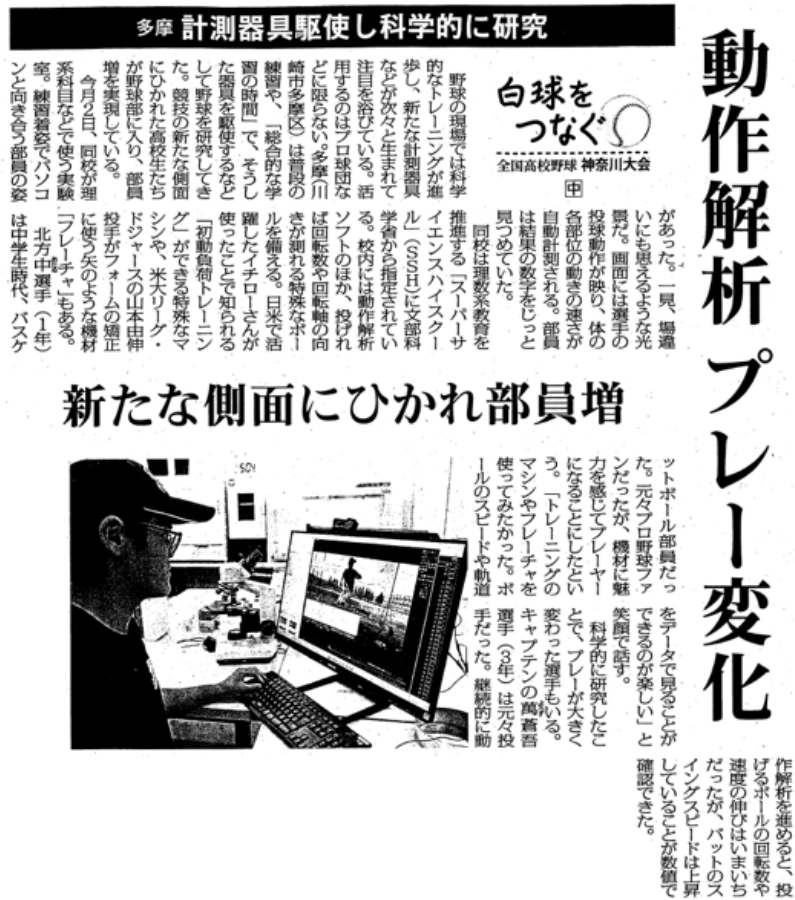 多摩 計測器具駆使し科学的に研究
動作解析 プレー変化
白球を
つなぐ
全国高校野球 神奈川大会
中
野球の現場では科学
的なトレーニングが進
歩し、新たな計測器具
などが次々と生まれて
注目を浴びている。活
用するのはプロ球団な
どに限らない。多摩（川
崎市多摩区）は普段の
練習や、「総合的な学
習の時間」で、そうし
た器具を駆使するなど
して野球を研究してき
た。競技の新たな側面
にひかれた高校生たち
が野球部に入り、部員
増を実現している。
今月２日、同校が理
系科目などで使う実験
室。練習着姿で、パソコ
ンと向き合う部員の姿
があった。一見、場違
いにも思えるような光
景だ。画面には選手の
投球動作が映り、体の
各部位の動きの速さが
自動計測される。部員
は結果の数字をじっと
見つめていた。
同校は理数系教育を
推進する「スーパーサ
イエンスハイスクー
ル」（ＳＳＨ）に文部科
学省から指定されてい
る。校内には動作解析
ソフトのほか、投げれ
ば回転数や回転軸の向
きが測れる特殊なボー
ルを備える。日米で活
躍したイチローさんが
使ったことで知られる
「初動負荷トレーニン
グ」ができる特殊なマ
シンや、米大リーグ・
ドジャースの山本由伸
投手がフォームの矯正
に使う矢のような機材
「フレーチャ」もある。
北方中選手（１年）
は中学生時代、バスケ
新たな側面にひかれ部員増
ットボール部員だっ
た。元々プロ野球ファ
ンだったが、機材に魅
力を感じてプレーヤー
になることにしたとい
う。「トレーニングの
マシンやフレーチャを
使ってみたかった。ボ
ールのスピードや軌道
をデータで見ることが
できるのが楽しい」と
笑顔で話す。
科学的に研究したこ
とで、プレーが大きく
変わった選手もいる。
キャプテンの萬蒼吾
選手（３年）は元々投
手だった。継続的に動
作解析を進めると、投
げるボールの回転数や
速度の伸びはいまいち
だったが、バットのス
イングスピードは上昇
していることが数値で
確認できた。